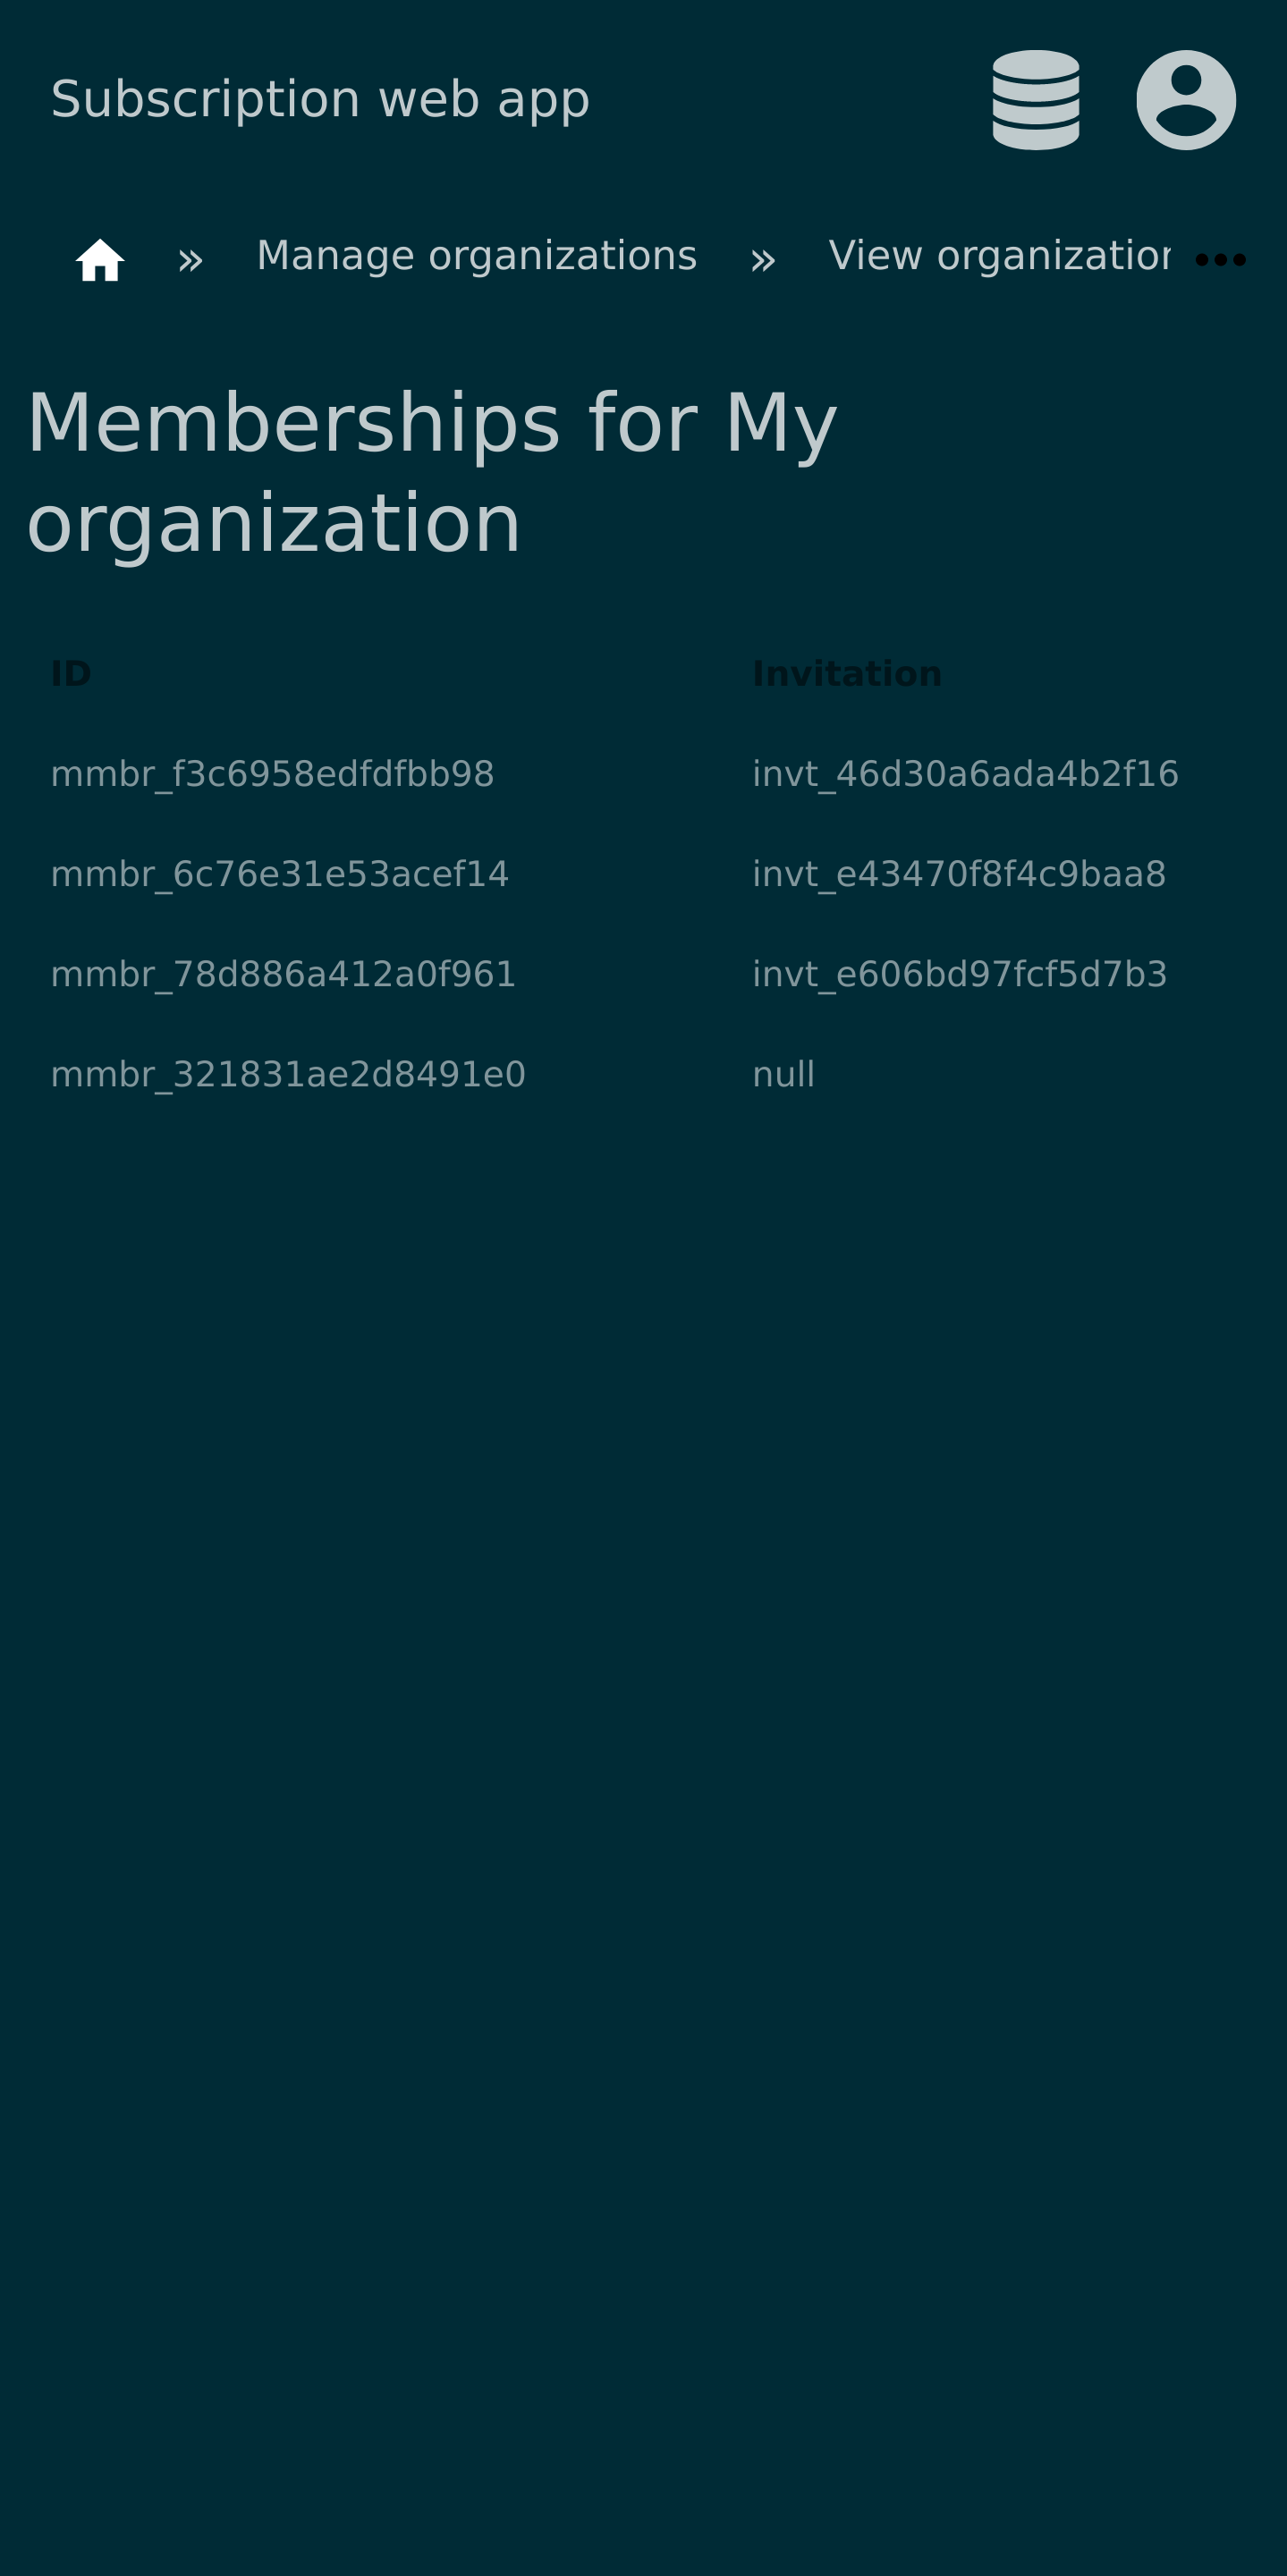 Subscription web app
» Manage organizations » View organization
Memberships for My
organization
ID Invitation
mmbr_f3c6958edfdfbb98 invt_46d30a6ada4b2f16
mmbr_6c76e31e53acef14 invt_e43470f8f4c9baa8
mmbr_78d886a412a0f961 invt_e606bd97fcf5d7b3
mmbr_321831ae2d8491e0 null